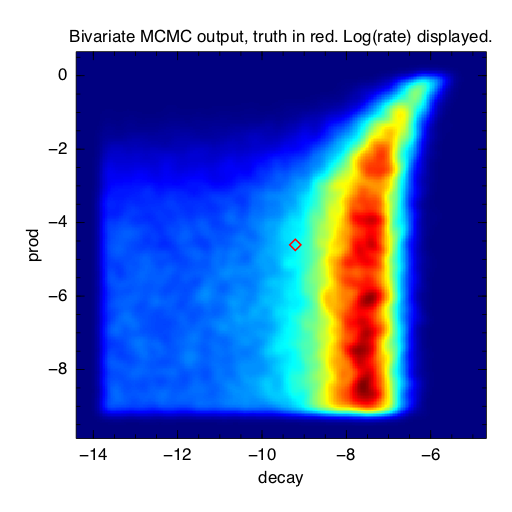 Bivariate MCMC output, truth in red. Log(rate) displayed.
0
−2
−4
−6
−8
prod
−14 −12 −10 −8 −6
decay